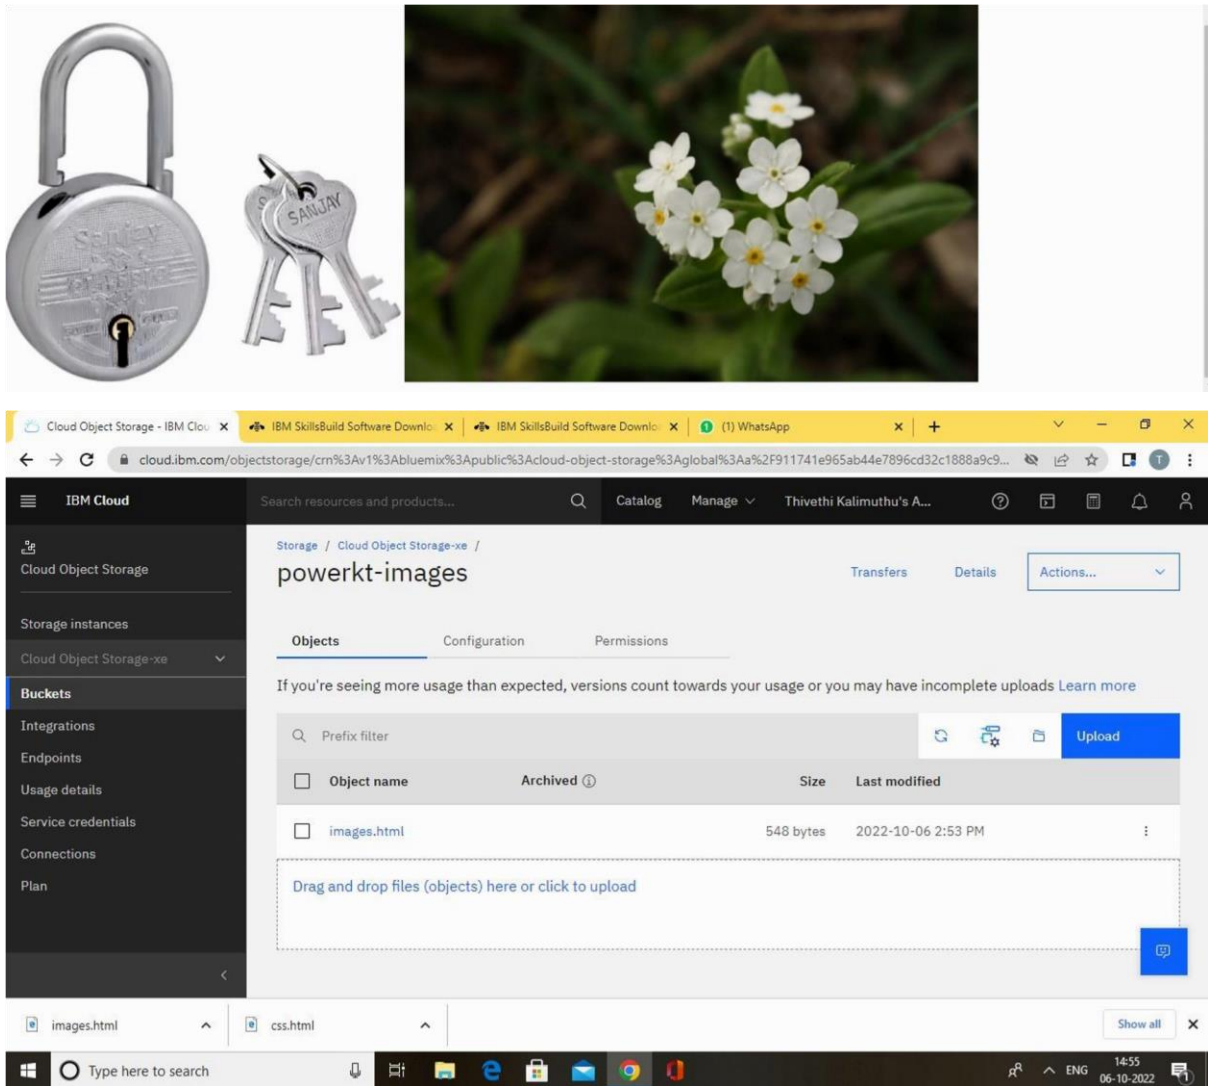 Sanjay
CLASSIC
SANJAY
Cloud Object Storage - IBM Clou
IBM SkillsBuild Software Downlo
IBM SkillsBuild Software Downlo
(1) WhatsApp
cloud.ibm.com/objectstorage/crn%3Av1%3Abluemix%3Apublic%3Acloud-object-storage%3Aglobal%3Aa%2F911741e965ab44e7896cd32c1888a9c9...
T
IBM Cloud
Search resources and products...
Catalog
Manage
Thivethi Kalimuthu's A...
Cloud Object Storage
Storage instances
Cloud Object Storage-xe
Buckets
Integrations
Endpoints
Usage details
Service credentials
Connections
Plan
Storage / Cloud Object Storage-xe /
powerkt-images
Transfers
Details
Actions...
Objects
Configuration
Permissions
If you're seeing more usage than expected, versions count towards your usage or you may have incomplete uploads Learn more
Prefix filter
Upload
Object name
Archived
Size
Last modified
images.html
548 bytes
2022-10-06 2:53 PM
Drag and drop files (objects) here or click to upload
images.html
css.html
Show all
Type here to search
ENG
14:55
06-10-2022